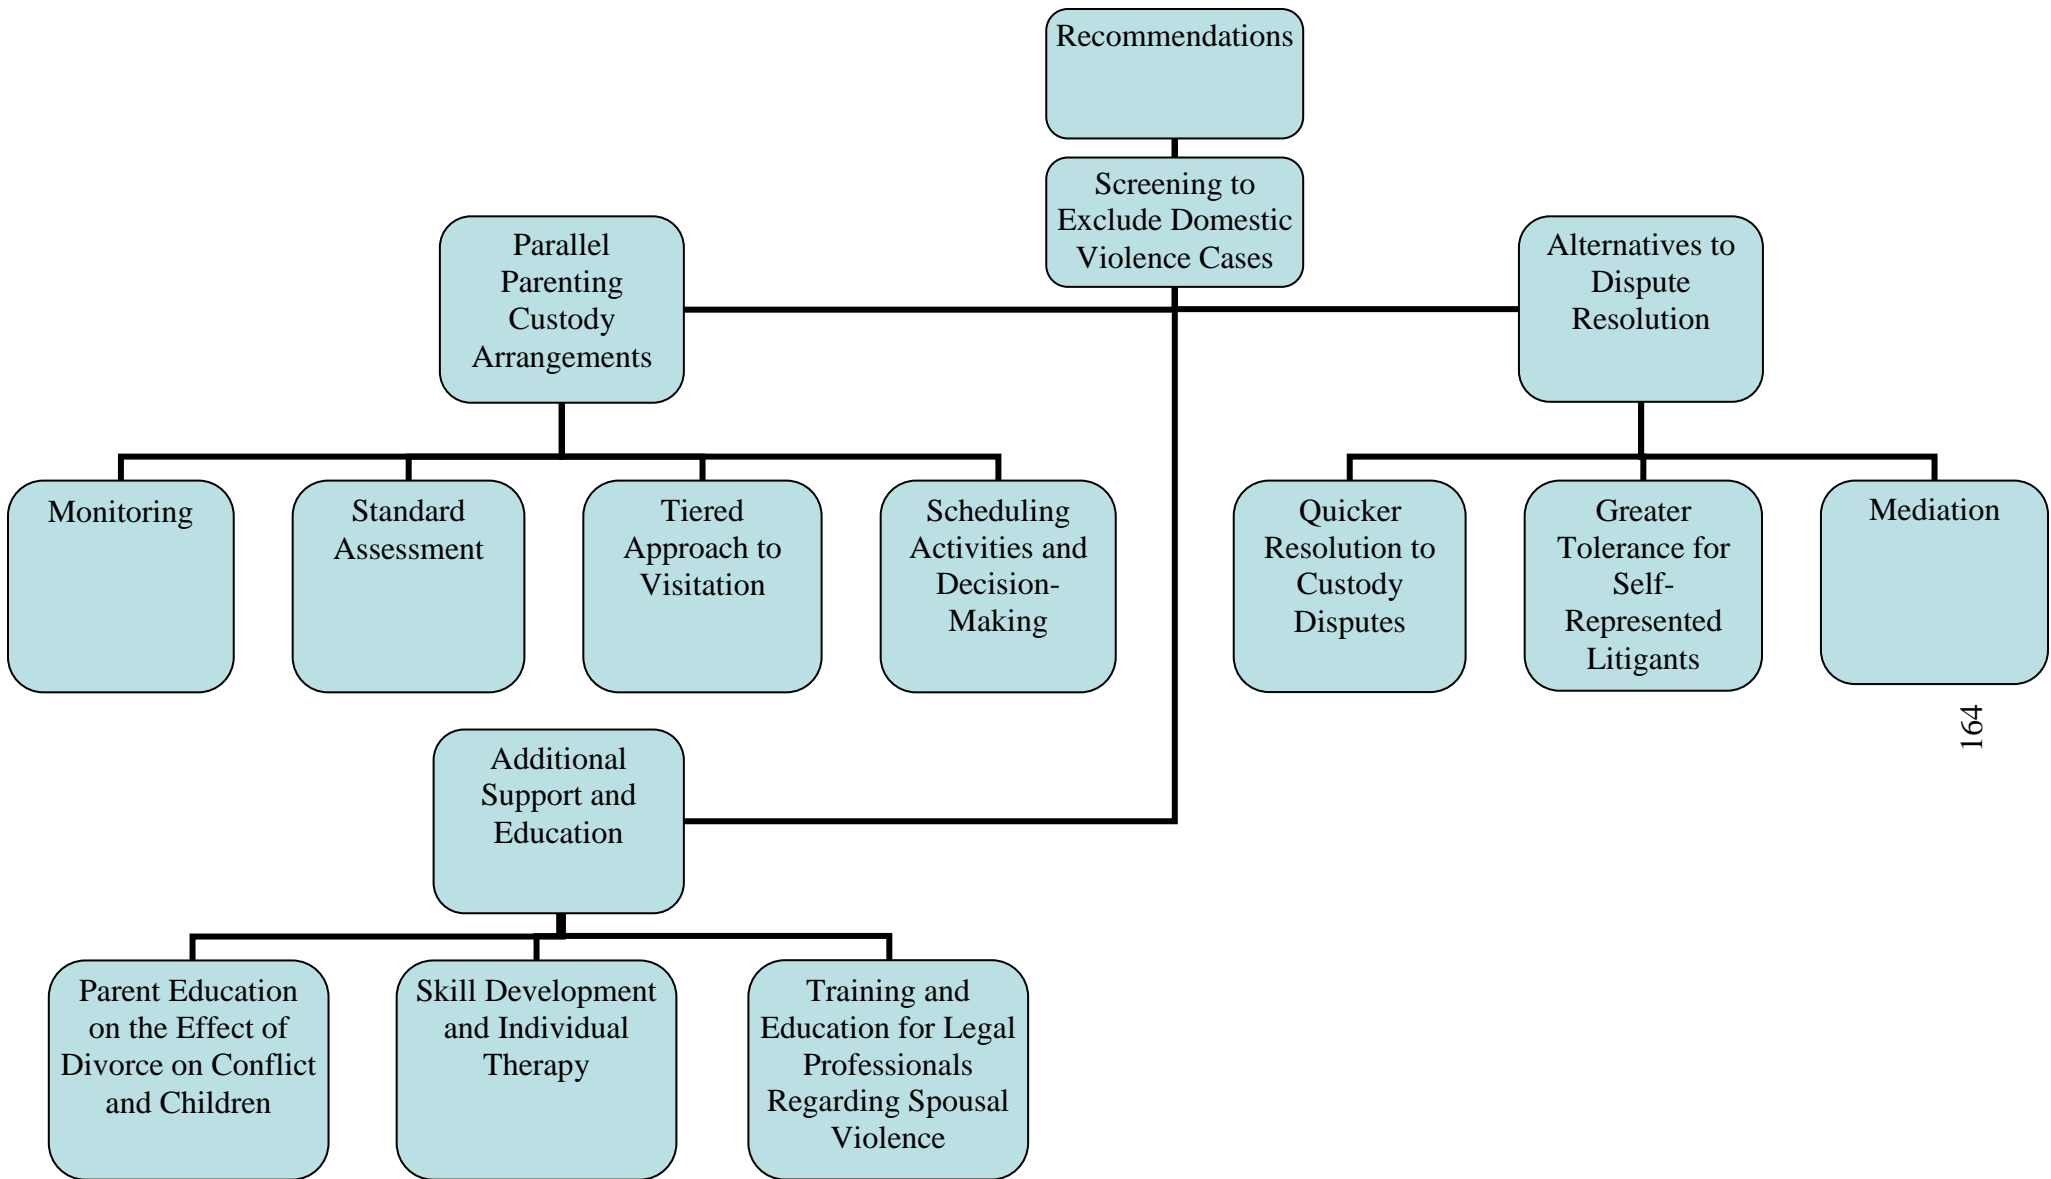 Recommendations
Screening to
Exclude Domestic
Violence Cases
Parallel
Parenting
Custody
Arrangements
Alternatives to
Dispute
Resolution
Monitoring
Standard
Assessment
Tiered
Approach to
Visitation
Scheduling
Activities and
Decision-
Making
Quicker
Resolution to
Custody
Disputes
Greater
Tolerance for
Self-
Represented
Litigants
Mediation
164
Additional
Support and
Education
Parent Education
on the Effect of
Divorce on Conflict
and Children
Skill Development
and Individual
Therapy
Training and
Education for Legal
Professionals
Regarding Spousal
Violence